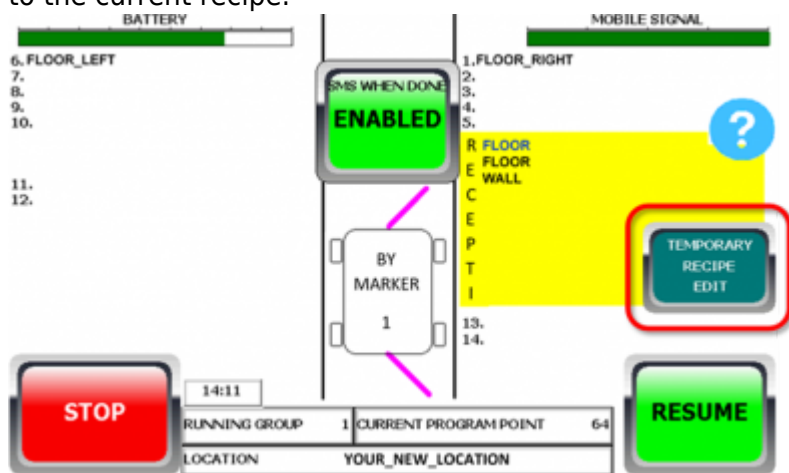 to the current recipe.
BATTERY
MOBILE SIGNAL
6. FLOOR_LEFT
7.
8.
9.
10.
11.
12.
SMS WHEN DONE
ENABLED
1.FLOOR_RIGHT
2.
3.
4.
5.
?
R
E
C
E
P
T
I
FLOOR
FLOOR
WALL
TEMPORARY
RECIPE
EDIT
13.
14.
BY
MARKER
1
STOP
14:11
RESUME
RUNNING GROUP 1 CURRENT PROGRAM POINT 64
LOCATION YOUR_NEW_LOCATION